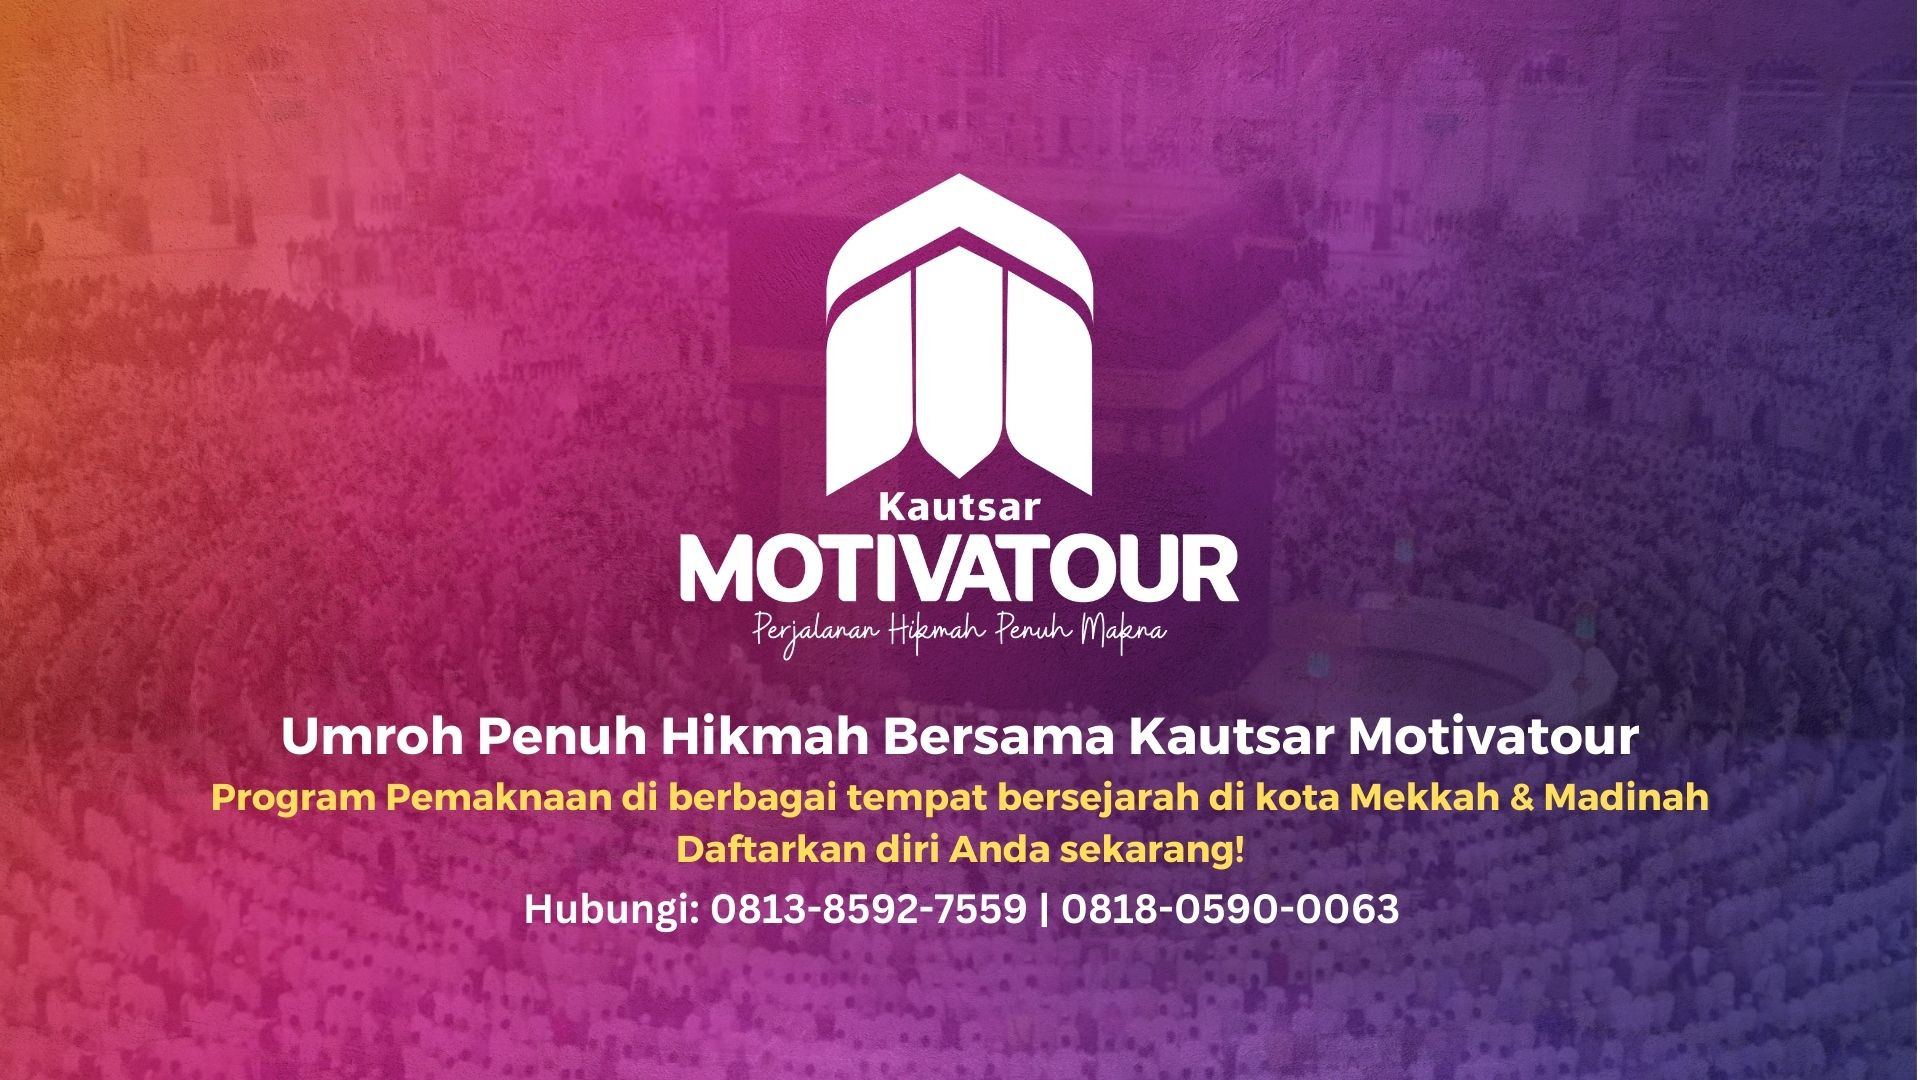 Kautsar
MOTIVATOUR
Perjalanan Hikmah Penuh Makna
Umroh Penuh Hikmah Bersama Kautsar Motivatour
Program Pemaknaan di berbagai tempat bersejarah di kota Mekkah & Madinah
Daftarkan diri Anda sekarang!
Hubungi: 0813-8592-7559 | 0818-0590-0063